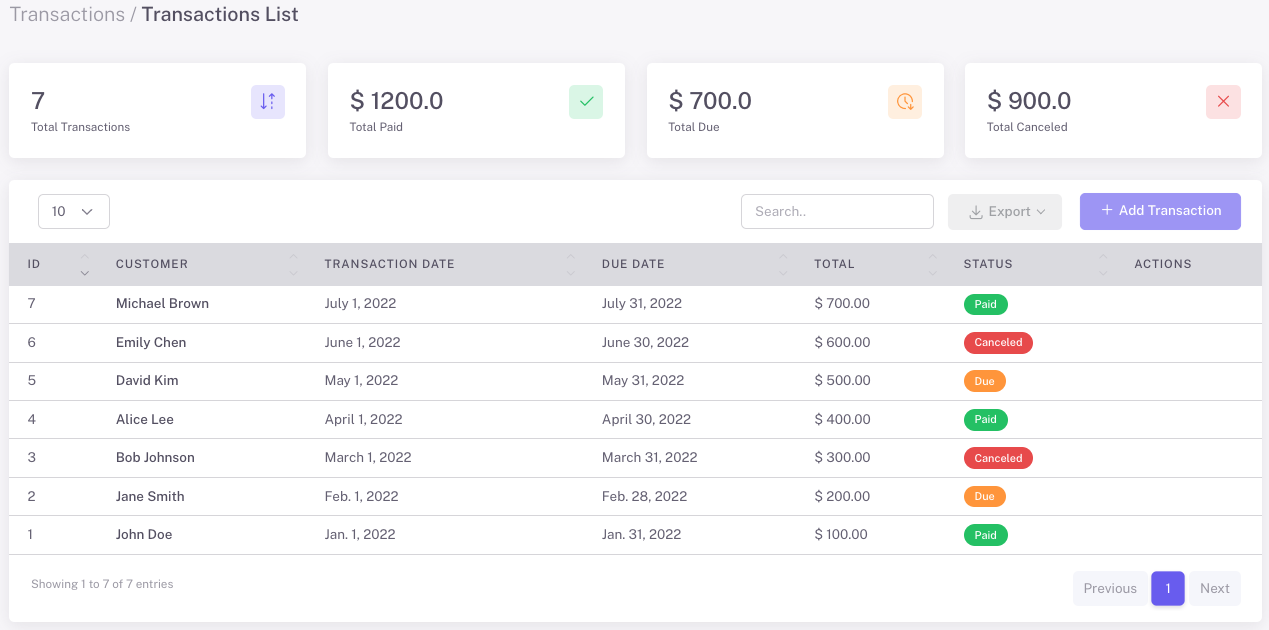 Transactions / Transactions List
7 $ 1200.0 $ 700.0 $ 900.0
Total Transactions Total Paid Total Due Total Canceled
10 Search.. Export + Add Transaction
ID CUSTOMER TRANSACTION DATE DUE DATE TOTAL STATUS ACTIONS
7 Michael Brown July 1, 2022 July 31, 2022 $ 700.00 Paid
6 Emily Chen June 1, 2022 June 30, 2022 $ 600.00 Canceled
5 David Kim May 1, 2022 May 31, 2022 $ 500.00 Due
4 Alice Lee April 1, 2022 April 30, 2022 $ 400.00 Paid
3 Bob Johnson March 1, 2022 March 31, 2022 $ 300.00 Canceled
2 Jane Smith Feb. 1, 2022 Feb. 28, 2022 $ 200.00 Due
1 John Doe Jan. 1, 2022 Jan. 31, 2022 $ 100.00 Paid
Showing 1 to 7 of 7 entries Previous 1 Next